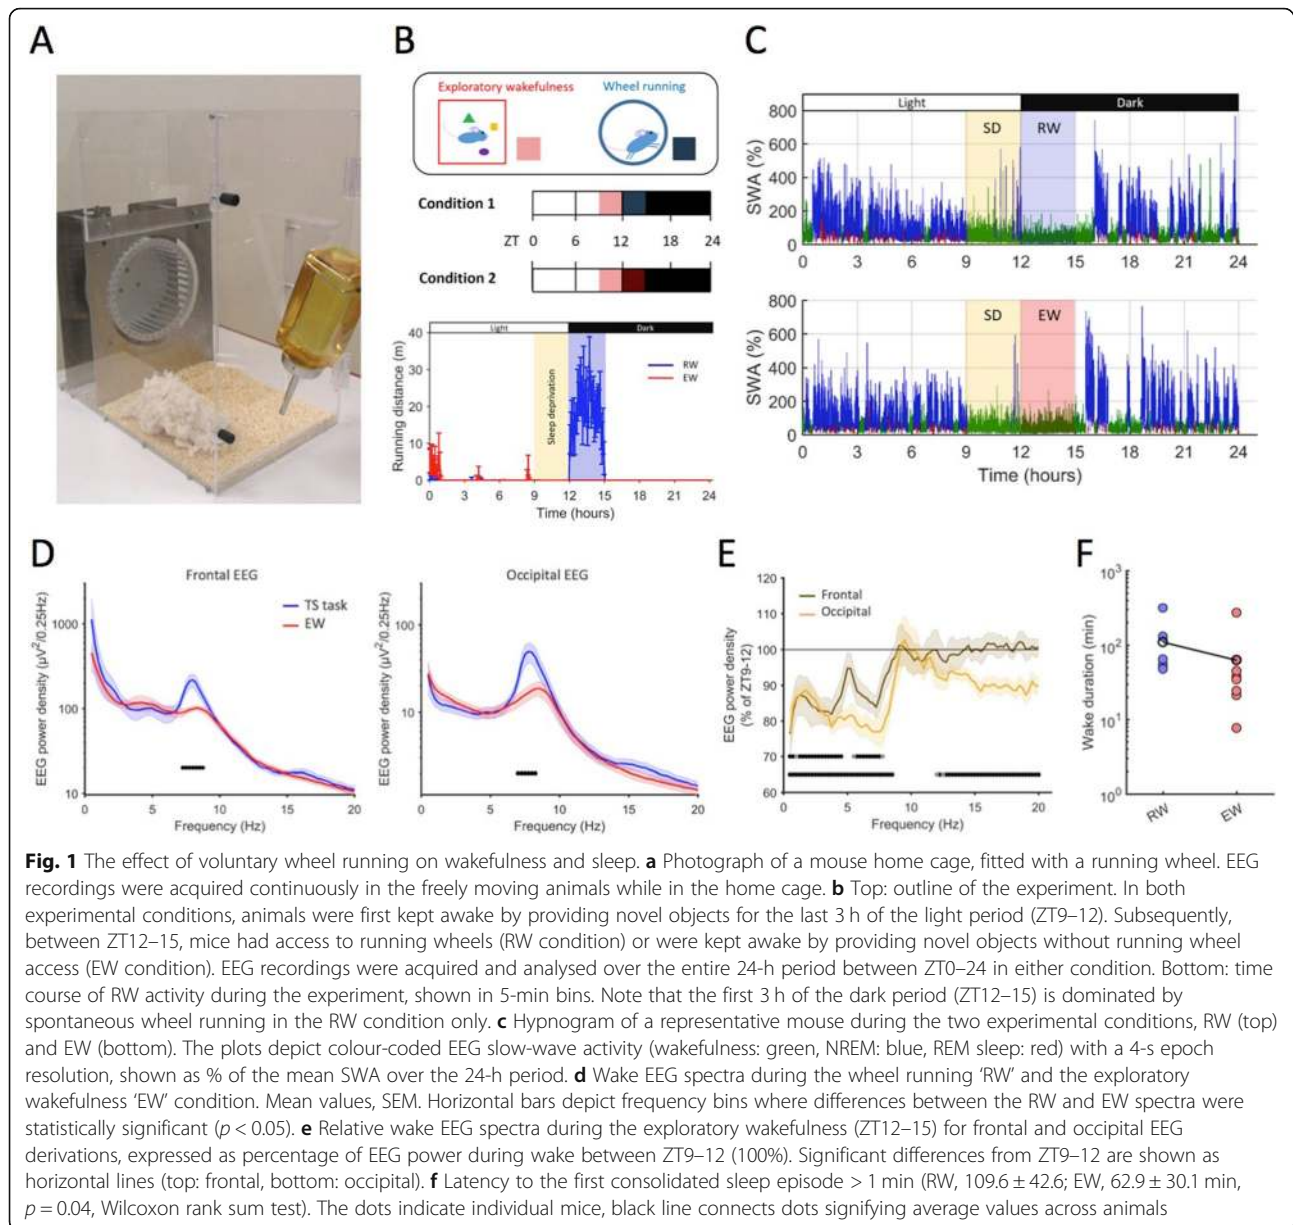 A
B
C
Exploratory wakefulness
Wheel running
Condition 1
ZT 0 6 12 18 24
Condition 2
Light
Dark
Running distance (m)
40
30
20
10
0
Sleep deprivation
RW
EW
0 3 6 9 12 15 18 21 24
Time (hours)
Light
Dark
SWA (%)
800
600
400
200
0
SD
RW
0 3 6 9 12 15 18 21 24
SWA (%)
800
600
400
200
0
SD
EW
0 3 6 9 12 15 18 21 24
Time (hours)
D
Frontal EEG
EEG power density (µV²/0.25Hz)
1000
100
10
TS task
EW
0 5 10 15 20
Frequency (Hz)
Occipital EEG
EEG power density (µV²/0.25Hz)
100
10
0 5 10 15 20
Frequency (Hz)
E
EEG power density
(% of ZT9-12)
120
110
100
90
80
70
60
Frontal
Occipital
0 5 10 15 20
Frequency (Hz)
F
Wake duration (min)
10³
10²
10¹
10⁰
RW
EW
Fig. 1 The effect of voluntary wheel running on wakefulness and sleep. a Photograph of a mouse home cage, fitted with a running wheel. EEG
recordings were acquired continuously in the freely moving animals while in the home cage. b Top: outline of the experiment. In both
experimental conditions, animals were first kept awake by providing novel objects for the last 3 h of the light period (ZT9–12). Subsequently,
between ZT12–15, mice had access to running wheels (RW condition) or were kept awake by providing novel objects without running wheel
access (EW condition). EEG recordings were acquired and analysed over the entire 24-h period between ZT0–24 in either condition. Bottom: time
course of RW activity during the experiment, shown in 5-min bins. Note that the first 3 h of the dark period (ZT12–15) is dominated by
spontaneous wheel running in the RW condition only. c Hypnogram of a representative mouse during the two experimental conditions, RW (top)
and EW (bottom). The plots depict colour-coded EEG slow-wave activity (wakefulness: green, NREM: blue, REM sleep: red) with a 4-s epoch
resolution, shown as % of the mean SWA over the 24-h period. d Wake EEG spectra during the wheel running ‘RW’ and the exploratory
wakefulness ‘EW’ condition. Mean values, SEM. Horizontal bars depict frequency bins where differences between the RW and EW spectra were
statistically significant (p < 0.05). e Relative wake EEG spectra during the exploratory wakefulness (ZT12–15) for frontal and occipital EEG
derivations, expressed as percentage of EEG power during wake between ZT9–12 (100%). Significant differences from ZT9–12 are shown as
horizontal lines (top: frontal, bottom: occipital). f Latency to the first consolidated sleep episode > 1 min (RW, 109.6 ± 42.6; EW, 62.9 ± 30.1 min,
p = 0.04, Wilcoxon rank sum test). The dots indicate individual mice, black line connects dots signifying average values across animals